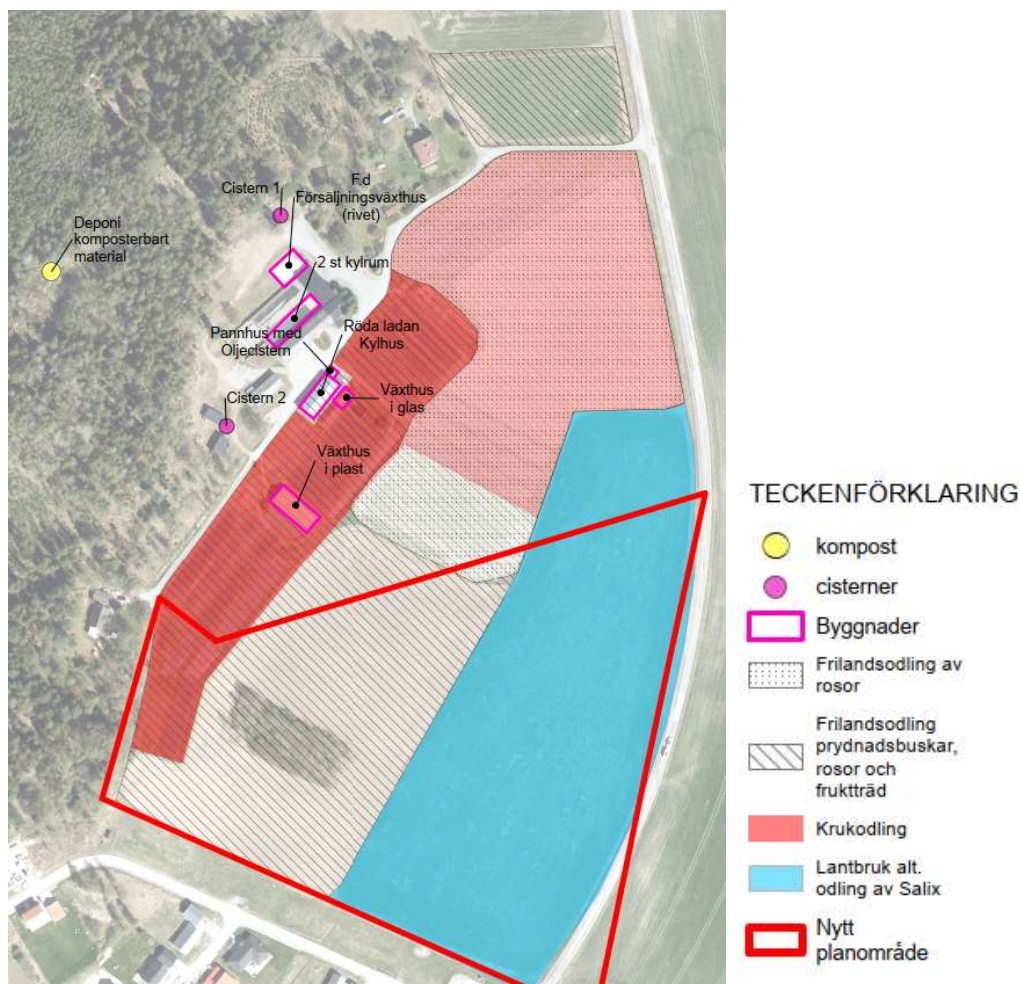 F.d
Försäljningsväxthus
(rivet)
Cistern 1
Deponi
komposterbart
material
2 st kylrum
Pannhus med
Oljecistern
Röda ladan
Kylhus
Växthus
i glas
Cistern 2
Växthus
i plast
TECKENFÖRKLARING
kompost
cisterner
Byggnader
Frilandsodling av
rosor
Frilandsodling
prydnadsbuskar,
rosor och
fruktträd
Krukodling
Lantbruk alt.
odling av Salix
Nytt
planområde